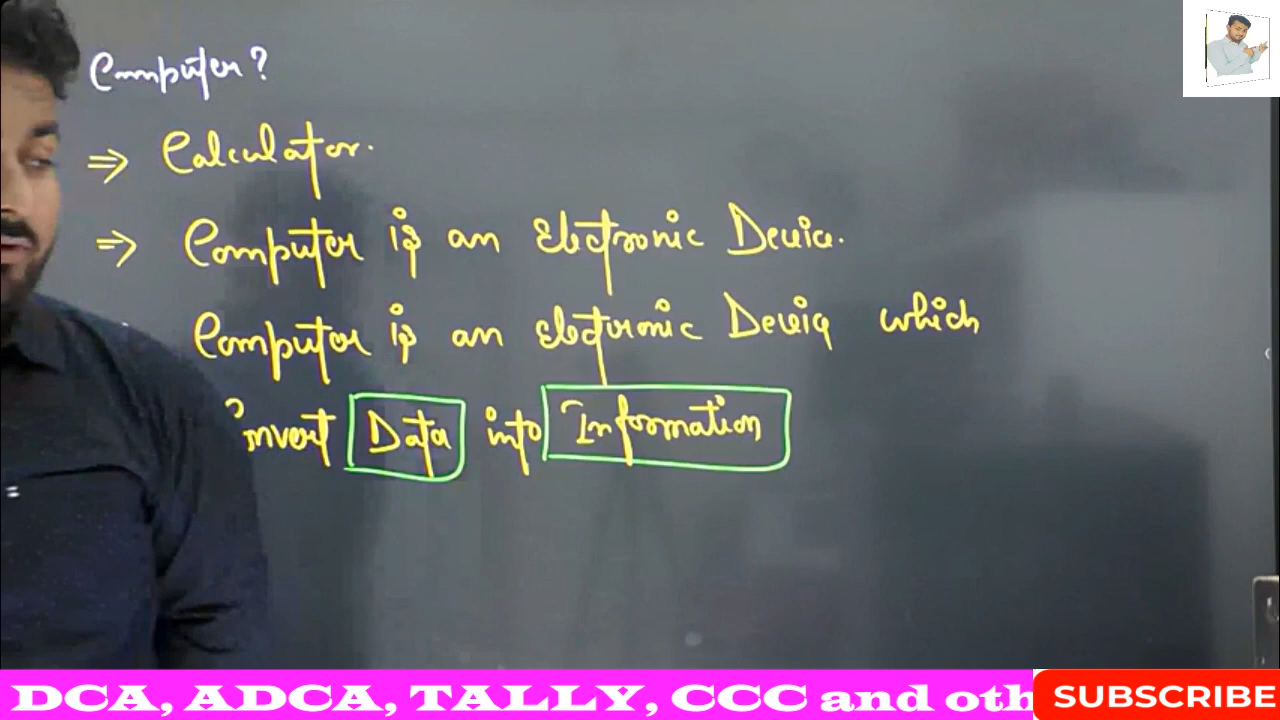 Computer?
⇒ Calculator.
⇒ Computer is an Electronic Device.
Computer is an Electronic Device which
invert Data into Information
DCA, ADCA, TALLY, CCC and oth
SUBSCRIBE